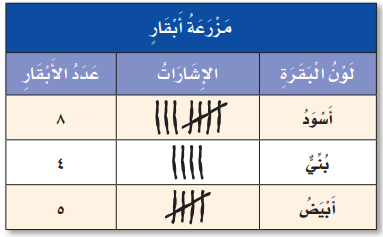 مَزْرَعَةُ أَبْقَارٍ
لَوْنُ الْبَقَرَةِ الإِشَارَاتُ عَدَدُ الأَبْقَارِ
أَسْوَدُ ٨
بُنِّيٌّ ٤
أَبْيَضُ ٥